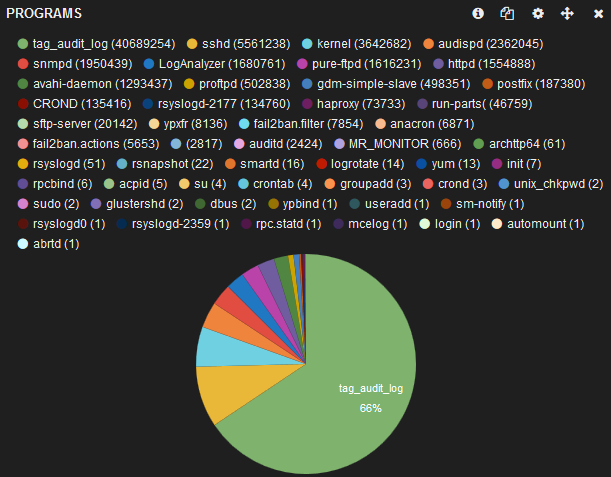 PROGRAMS
tag_audit_log (40689254) sshd (5561238) kernel (3642682) audispd (2362045)
snmpd (1950439) LogAnalyzer (1680761) pure-ftpd (1616231) httpd (1554888)
avahi-daemon (1293437) proftpd (502838) gdm-simple-slave (498351) postfix (187380)
CROND (135416) rsyslogd-2177 (134760) haproxy (73733) run-parts( (46759)
sftp-server (20142) ypxfr (8136) fail2ban.filter (7854) anacron (6871)
fail2ban.actions (5653) (2817) auditd (2424) MR_MONITOR (666) archttp64 (61)
rsyslog (51) rsnapshot (22) smartd (16) logrotate (14) yum (13) init (7)
rpcbind (6) acpid (5) su (4) crontab (4) groupadd (3) crond (3) unix_chkpwd (2)
sudo (2) glustershd (2) dbus (2) ypbind (1) useradd (1) sm-notify (1)
rsyslogd0 (1) rsyslogd-2359 (1) rpc.statd (1) mcelog (1) login (1) automount (1)
abrtd (1)
tag_audit_log
66%